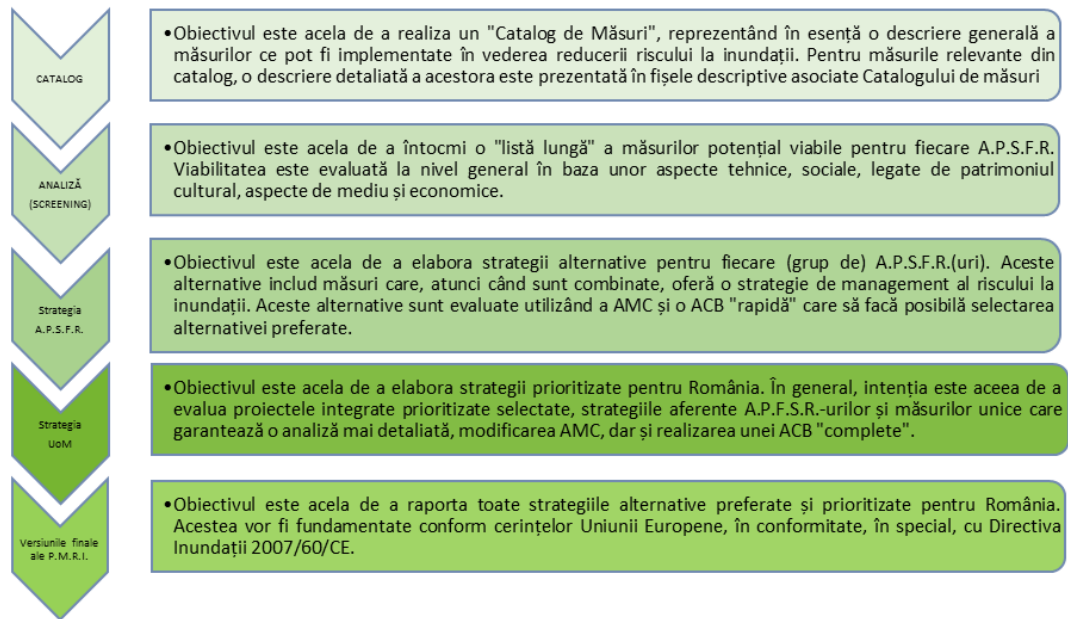 CATALOG
•Obiectivul este acela de a realiza un "Catalog de Măsuri", reprezentând în esență o descriere generală a
măsurilor ce pot fi implementate în vederea reducerii riscului la inundații. Pentru măsurile relevante din
catalog, o descriere detaliată a acestora este prezentată în fișele descriptive asociate Catalogului de măsuri
ANALIZĂ
(SCREENING)
•Obiectivul este acela de a întocmi o "listă lungă" a măsurilor potențial viabile pentru fiecare A.P.S.F.R.
Viabilitatea este evaluată la nivel general în baza unor aspecte tehnice, sociale, legate de patrimoniul
cultural, aspecte de mediu și economice.
Strategia
A.P.S.F.R.
•Obiectivul este acela de a elabora strategii alternative pentru fiecare (grup de) A.P.S.F.R.(uri). Aceste
alternative includ măsuri care, atunci când sunt combinate, oferă o strategie de management al riscului la
inundații. Aceste alternative sunt evaluate utilizând a AMC și o ACB "rapidă" care să facă posibilă selectarea
alternativei preferate.
Strategia
UoM
•Obiectivul este acela de a elabora strategii prioritizate pentru România. În general, intenția este aceea de a
evalua proiectele integrate prioritizate selectate, strategiile aferente A.P.F.S.R.-urilor și măsurilor unice care
garantează o analiză mai detaliată, modificarea AMC, dar și realizarea unei ACB "complete".
Versiunile finale
ale P.M.R.I.
•Obiectivul este acela de a raporta toate strategiile alternative preferate și prioritizate pentru România.
Acestea vor fi fundamentate conform cerințelor Uniunii Europene, în conformitate, în special, cu Directiva
Inundații 2007/60/CE.